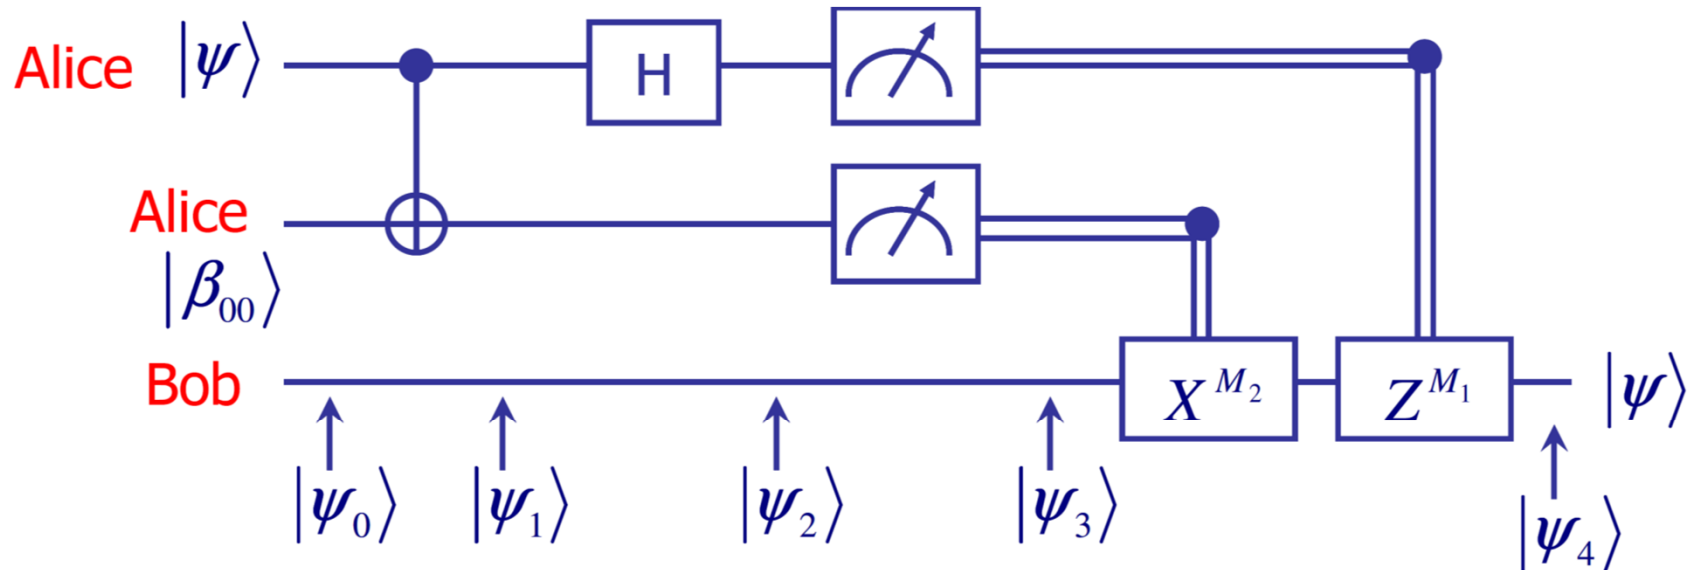 Alice |ψ⟩ H
Alice
|β₀₀⟩
Bob X^{M₂} Z^{M₁} |ψ⟩
|ψ₀⟩ |ψ₁⟩ |ψ₂⟩ |ψ₃⟩ |ψ₄⟩